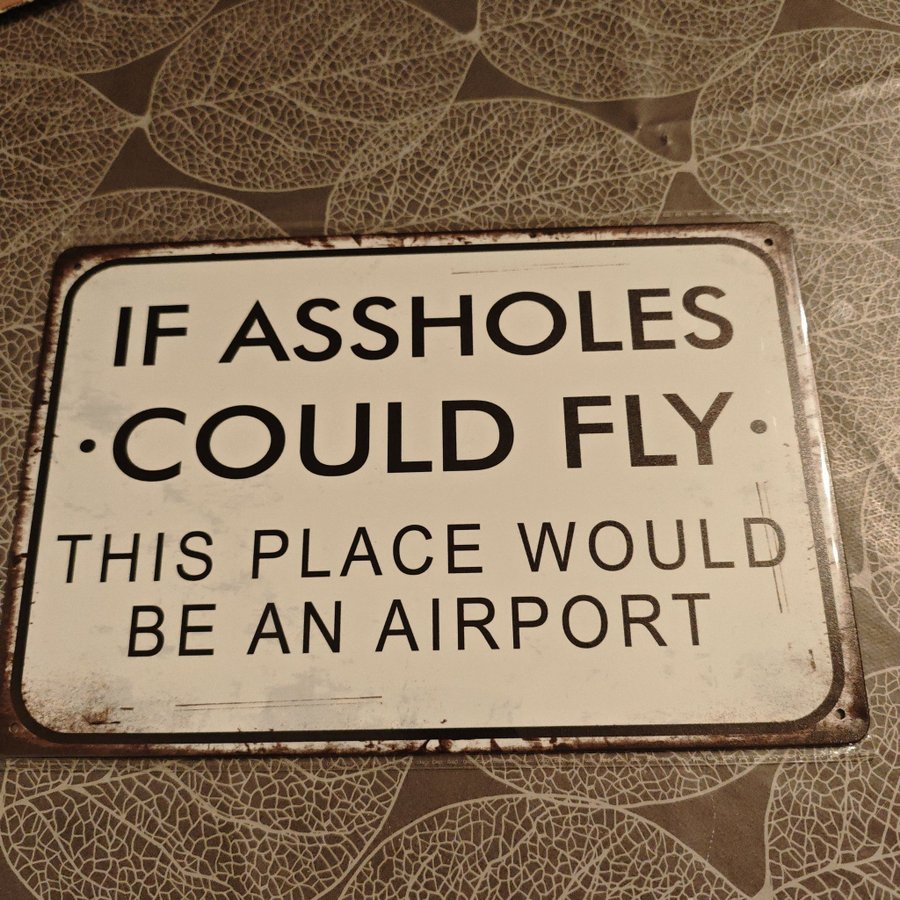 IF ASSHOLES
•COULD FLY•
THIS PLACE WOULD
BE AN AIRPORT